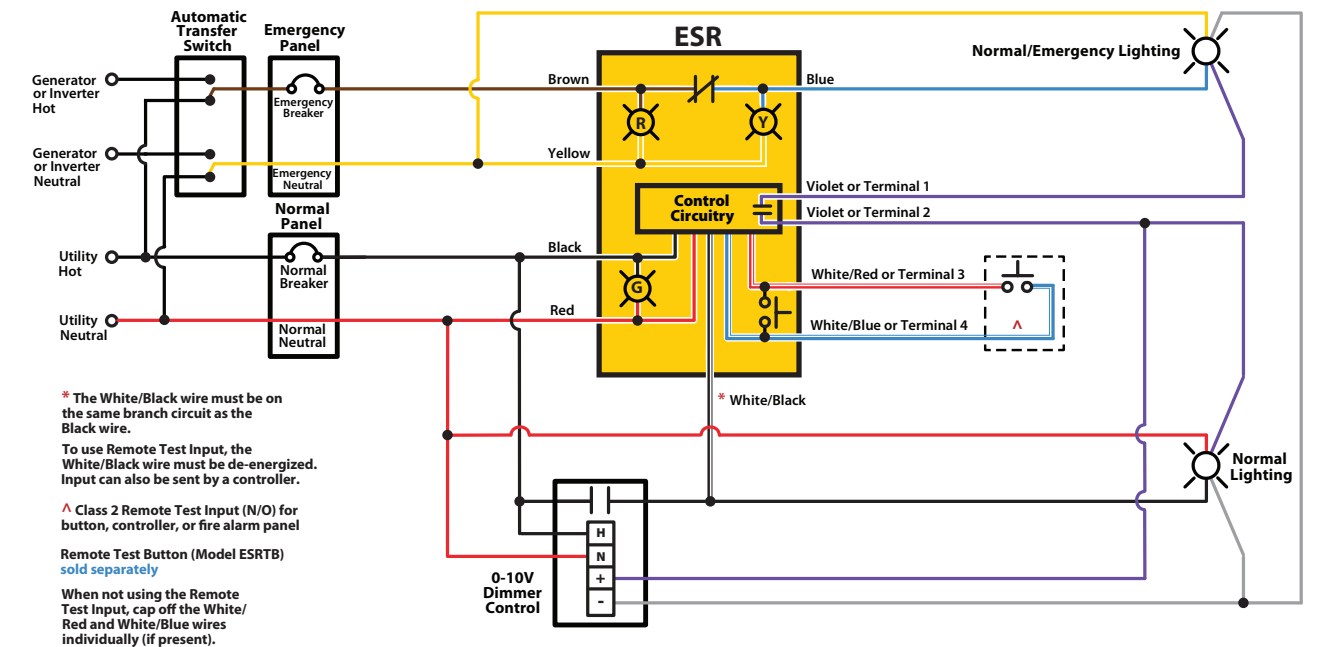 Automatic
Transfer
Switch
Emergency
Panel
ESR
Normal/Emergency Lighting
Generator
or Inverter
Hot
Emergency
Breaker
Brown
Blue
R
Y
Generator
or Inverter
Neutral
Emergency
Neutral
Yellow
Normal
Panel
Control
Circuitry
Violet or Terminal 1
Violet or Terminal 2
Utility
Hot
Normal
Breaker
Black
G
White/Red or Terminal 3
Utility
Neutral
Normal
Neutral
Red
White/Blue or Terminal 4
^
* The White/Black wire must be on
the same branch circuit as the
Black wire.
To use Remote Test Input, the
White/Black wire must be de-energized.
Input can also be sent by a controller.
^ Class 2 Remote Test Input (N/O) for
button, controller, or fire alarm panel
Remote Test Button (Model ESRTB)
sold separately
When not using the Remote
Test Input, cap off the White/
Red and White/Blue wires
individually (if present).
* White/Black
Normal
Lighting
0-10V
Dimmer
Control
H
N
+
-